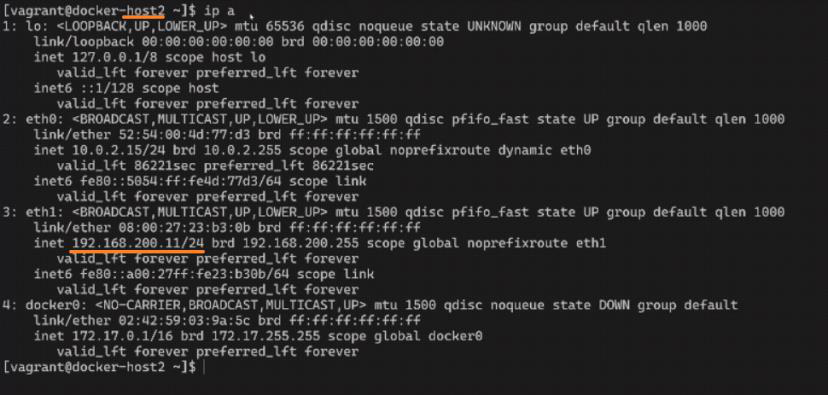 [vagrant@docker-host2 ~]$ ip a
1: lo: <LOOPBACK,UP,LOWER_UP> mtu 65536 qdisc noqueue state UNKNOWN group default qlen 1000
    link/loopback 00:00:00:00:00:00 brd 00:00:00:00:00:00
    inet 127.0.0.1/8 scope host lo
       valid_lft forever preferred_lft forever
    inet6 ::1/128 scope host
       valid_lft forever preferred_lft forever
2: eth0: <BROADCAST,MULTICAST,UP,LOWER_UP> mtu 1500 qdisc pfifo_fast state UP group default qlen 1000
    link/ether 52:54:00:4d:77:d3 brd ff:ff:ff:ff:ff:ff
    inet 10.0.2.15/24 brd 10.0.2.255 scope global noprefixroute dynamic eth0
       valid_lft 86221sec preferred_lft 86221sec
    inet6 fe80::5054:ff:fe4d:77d3/64 scope link
       valid_lft forever preferred_lft forever
3: eth1: <BROADCAST,MULTICAST,UP,LOWER_UP> mtu 1500 qdisc pfifo_fast state UP group default qlen 1000
    link/ether 08:00:27:23:b3:0b brd ff:ff:ff:ff:ff:ff
    inet 192.168.200.11/24 brd 192.168.200.255 scope global noprefixroute eth1
       valid_lft forever preferred_lft forever
    inet6 fe80::a00:27ff:fe23:b30b/64 scope link
       valid_lft forever preferred_lft forever
4: docker0: <NO-CARRIER,BROADCAST,MULTICAST,UP> mtu 1500 qdisc noqueue state DOWN group default
    link/ether 02:42:59:03:9a:5c brd ff:ff:ff:ff:ff:ff
    inet 172.17.0.1/16 brd 172.17.255.255 scope global docker0
       valid_lft forever preferred_lft forever
[vagrant@docker-host2 ~]$